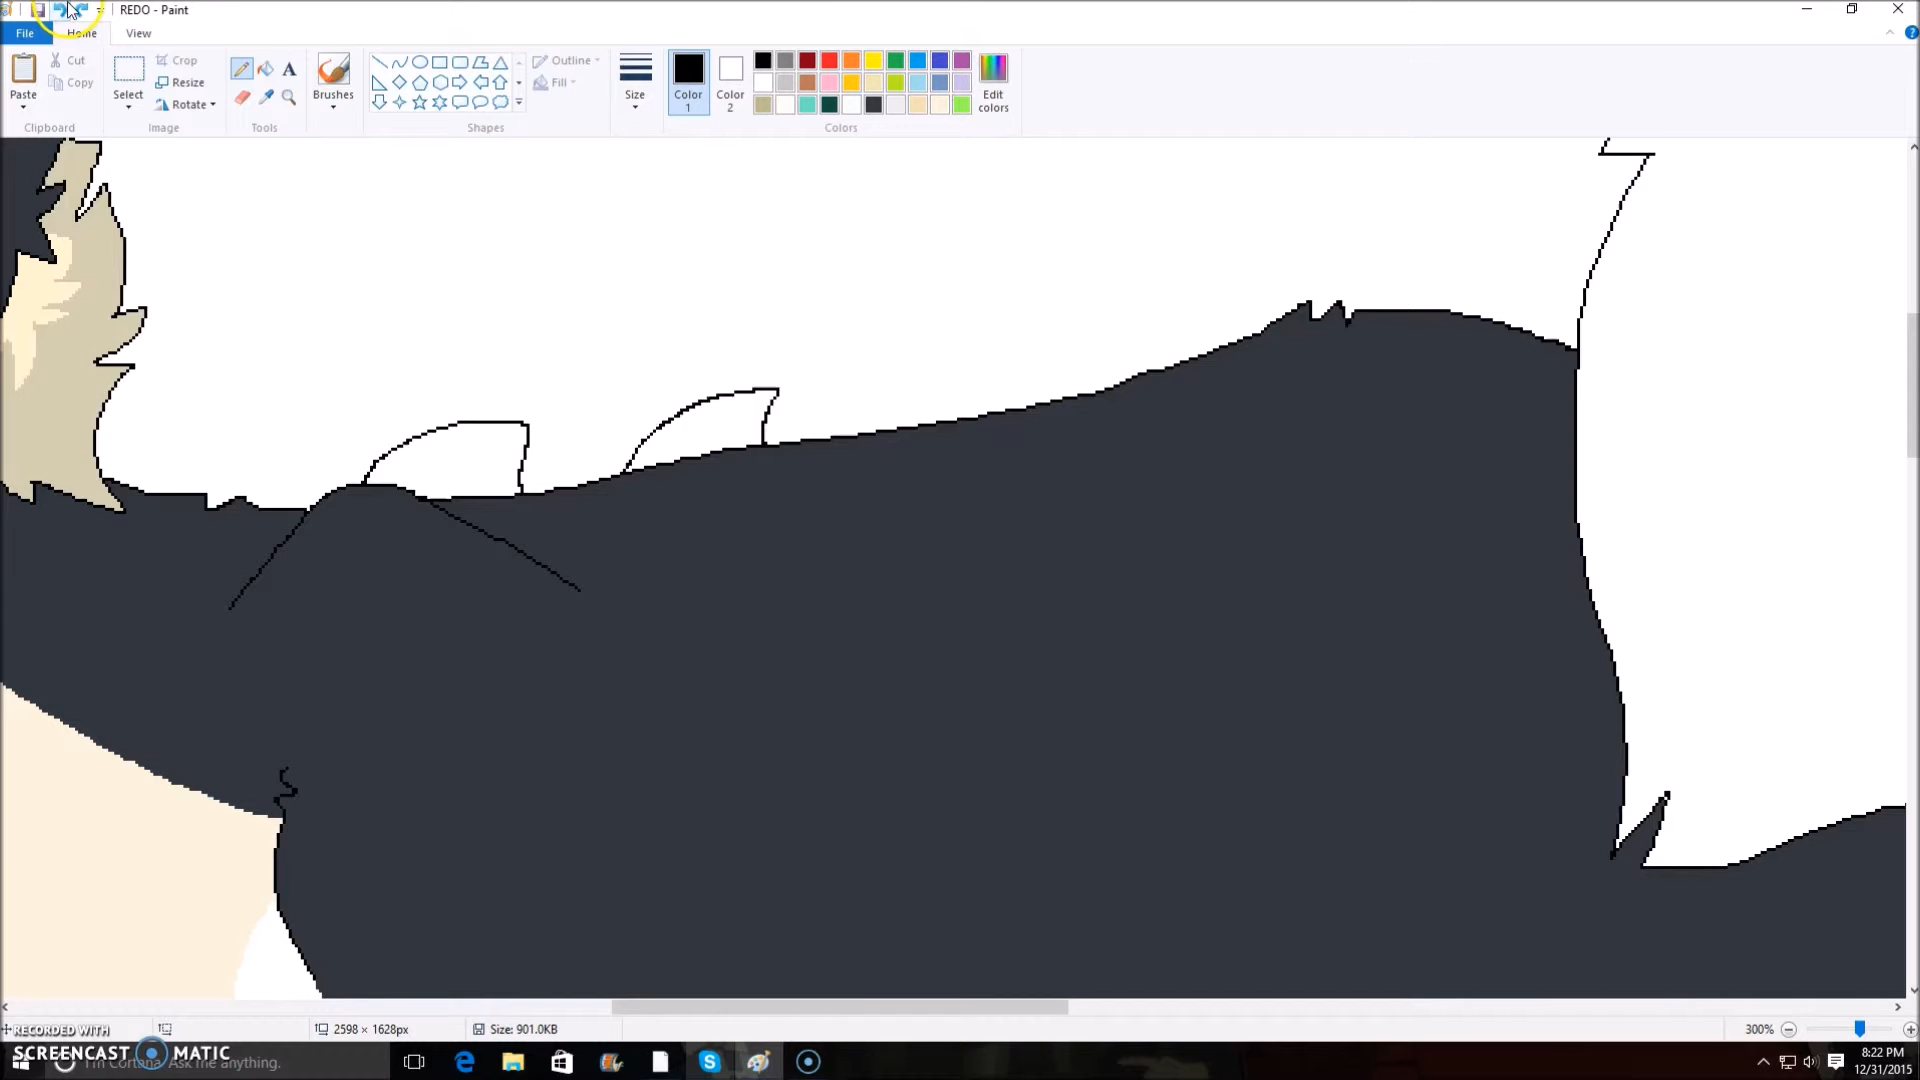 REDO - Paint
File Home View
Paste
Cut
Copy
Clipboard
Select
Crop
Resize
Rotate
Image
A
Tools
Brushes
Outline
Fill
Shapes
Size
Color 1
Color 2
Edit colors
Colors
RECORDED WITH
SCREENCAST MATIC
2598 × 1628px
Size: 901.0KB
300%
I'm Cortana. Ask me anything.
8:22 PM
12/31/2015